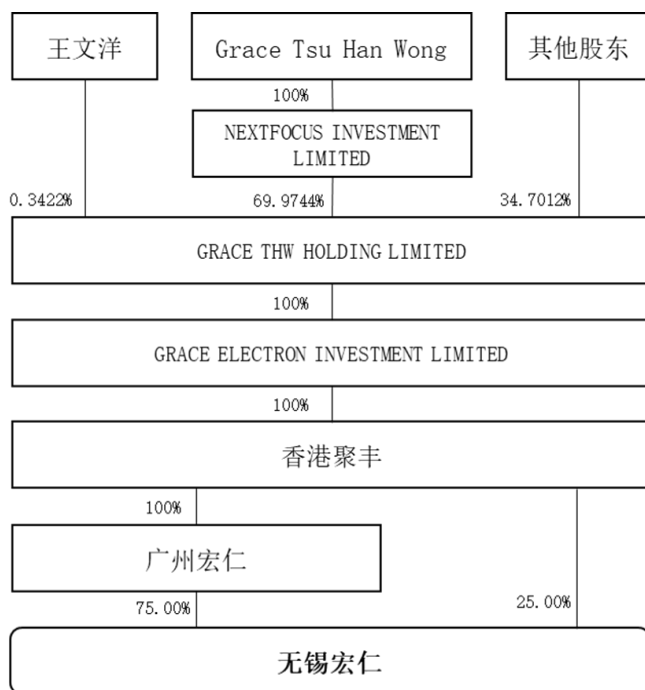 王文洋
Grace Tsu Han Wong
其他股东
100%
NEXTFOCUS INVESTMENT
LIMITED
0.3422%
69.9744%
34.7012%
GRACE THW HOLDING LIMITED
100%
GRACE ELECTRON INVESTMENT LIMITED
100%
香港聚丰
100%
广州宏仁
75.00%
25.00%
无锡宏仁